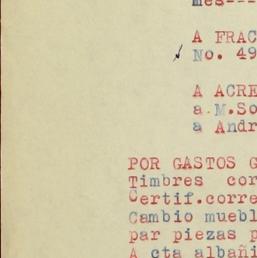 mes---
A FRAC
No. 49
A ACRE
a M.So
a Andr
POR GASTOS G
Timbres cor
Certif.corre
Cambio muebl
par piezas p
A cta albañi